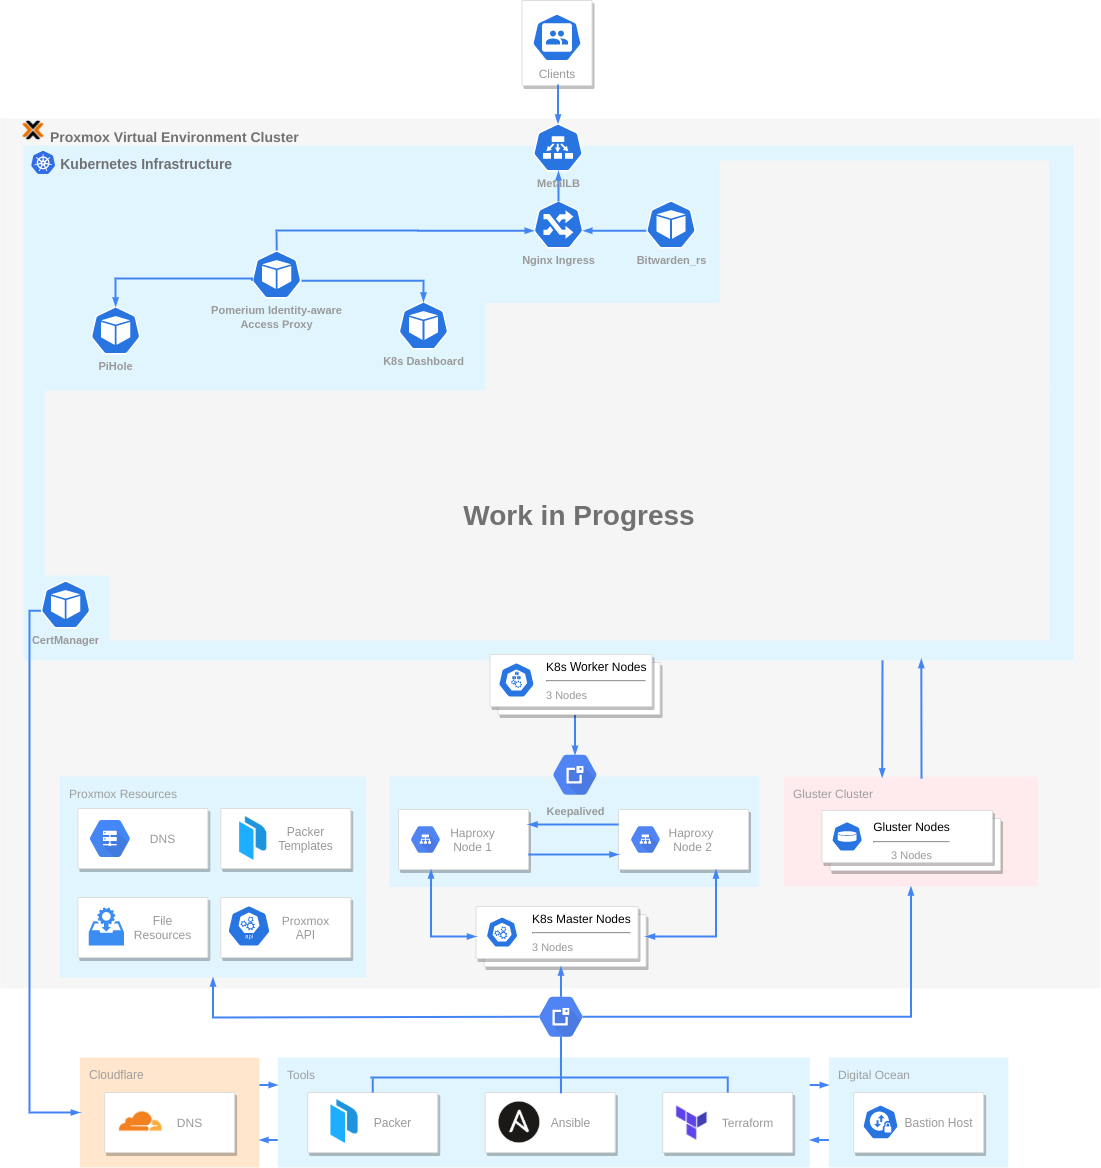 Clients
Proxmox Virtual Environment Cluster
Kubernetes Infrastructure
MetalLB
Nginx Ingress
Bitwarden_rs
Pomerium Identity-aware
Access Proxy
PiHole
K8s Dashboard
Work in Progress
CertManager
K8s Worker Nodes
3 Nodes
Proxmox Resources
DNS
Packer
Templates
File
Resources
Proxmox
API
api
Keepalived
Haproxy
Node 1
Haproxy
Node 2
K8s Master Nodes
3 Nodes
Gluster Cluster
Gluster Nodes
3 Nodes
Cloudflare
DNS
Tools
Packer
Ansible
Terraform
Digital Ocean
Bastion Host